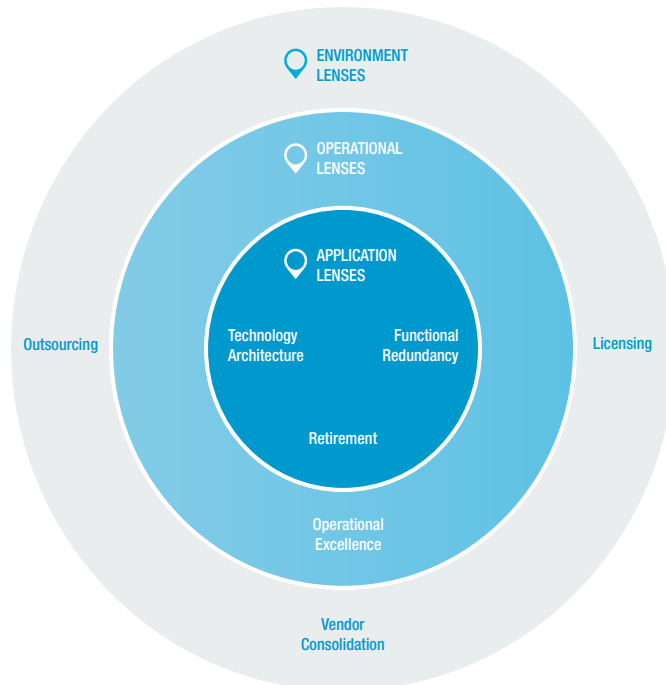 ENVIRONMENT
LENSES
OPERATIONAL
LENSES
APPLICATION
LENSES
Technology
Architecture
Functional
Redundancy
Outsourcing
Licensing
Retirement
Operational
Excellence
Vendor
Consolidation